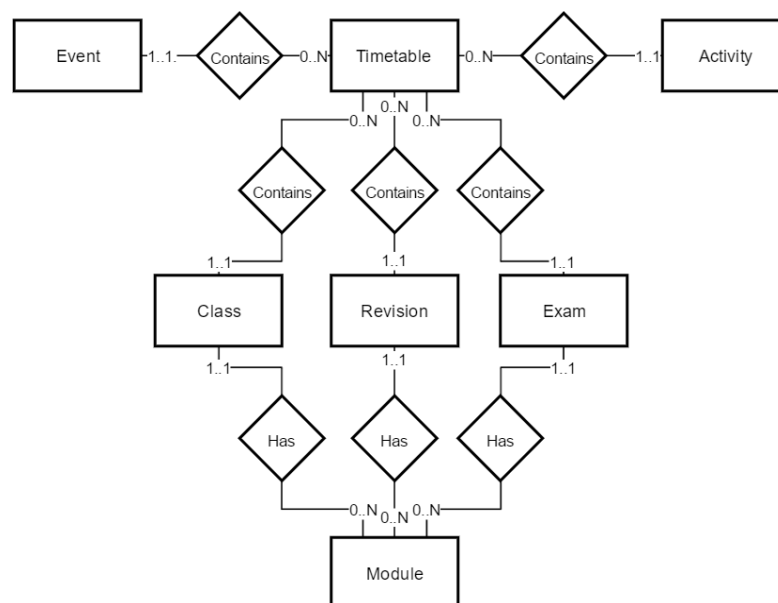 Event
1..1.
Contains
0..N
Timetable
0..N
Contains
1..1
Activity
0..N
0..N
0..N
Contains
Contains
Contains
1..1
1..1
1..1
Class
Revision
Exam
1..1
1..1
1..1
Has
Has
Has
0..N
0..N
0..N
Module